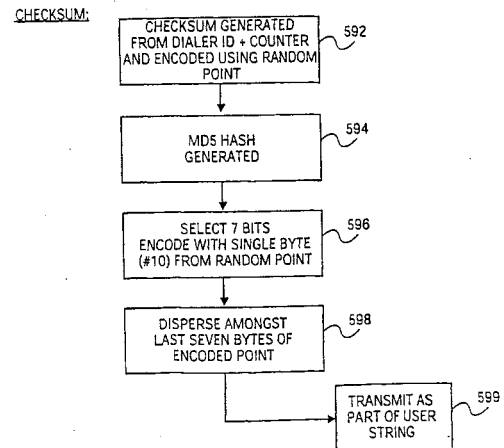 CHECKSUM:
CHECKSUM GENERATED
FROM DIALER ID + COUNTER
AND ENCODED USING RANDOM
POINT
592
MD5 HASH
GENERATED
594
SELECT 7 BITS
ENCODE WITH SINGLE BYTE
(#10) FROM RANDOM POINT
596
DISPERSE AMONGST
LAST SEVEN BYTES OF
ENCODED POINT
598
TRANSMIT AS
PART OF USER
STRING
599